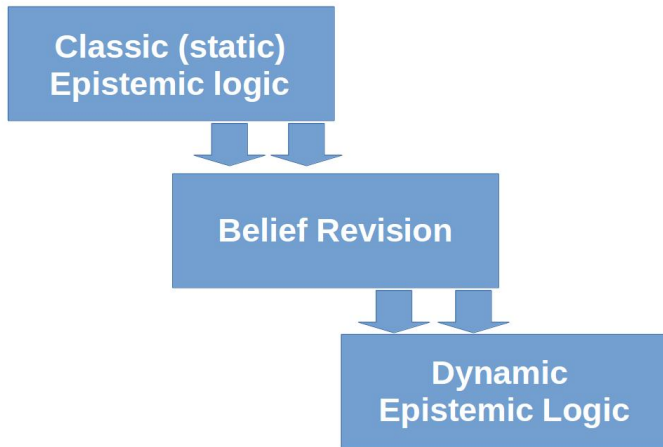 Classic (static)
Epistemic logic
Belief Revision
Dynamic
Epistemic Logic